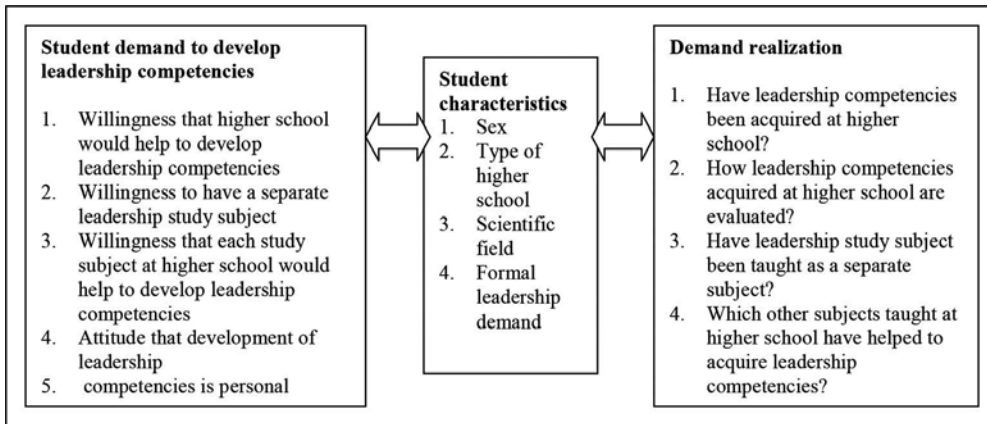 Student demand to develop
leadership competencies
1. Willingness that higher school
would help to develop
leadership competencies
2. Willingness to have a separate
leadership study subject
3. Willingness that each study
subject at higher school would
help to develop leadership
competencies
4. Attitude that development of
leadership
5. competencies is personal
Student
characteristics
1. Sex
2. Type of
higher
school
3. Scientific
field
4. Formal
leadership
demand
Demand realization
1. Have leadership competencies
been acquired at higher
school?
2. How leadership competencies
acquired at higher school are
evaluated?
3. Have leadership study subject
been taught as a separate
subject?
4. Which other subjects taught at
higher school have helped to
acquire leadership
competencies?